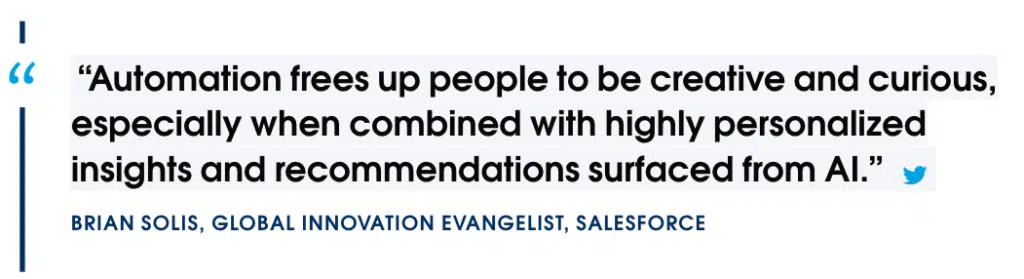 “
“Automation frees up people to be creative and curious,
especially when combined with highly personalized
insights and recommendations surfaced from AI.”
BRIAN SOLIS, GLOBAL INNOVATION EVANGELIST, SALESFORCE